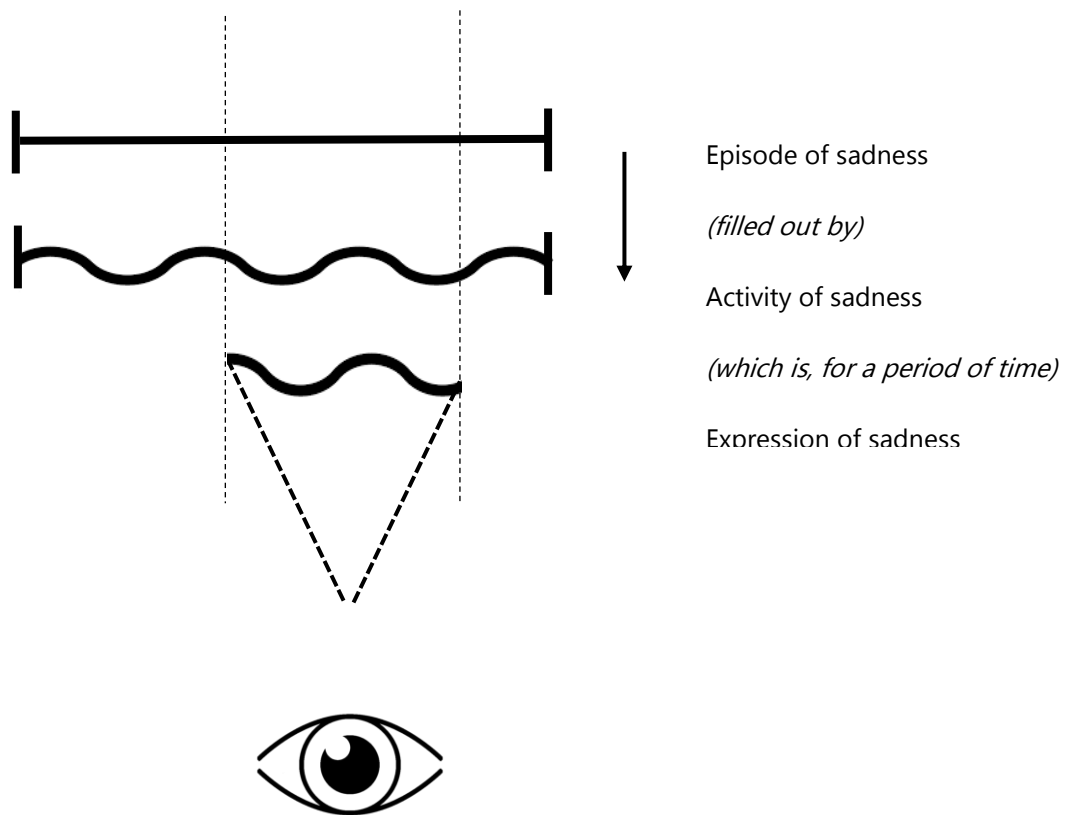 Episode of sadness
(filled out by)
Activity of sadness
(which is, for a period of time)
Expression of sadness